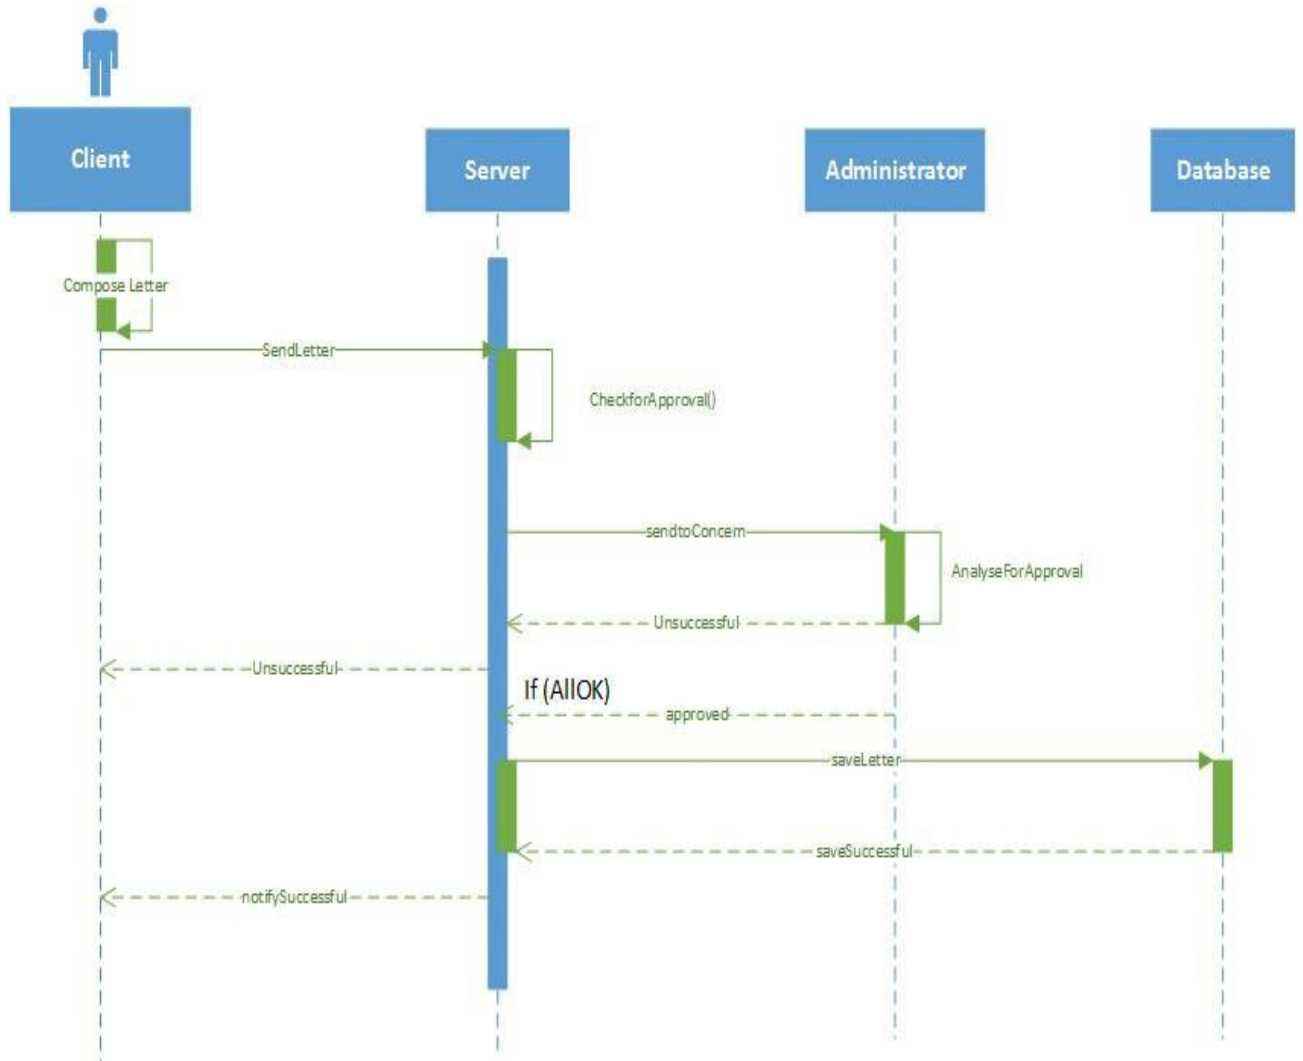 Client
Server
Administrator
Database
Compose Letter
SendLetter
CheckforApproval()
sendtoConcern
AnalyseForApproval
Unsuccessful
Unsuccessful
If (AllOK)
approved
saveLetter
saveSuccessful
notifySuccessful